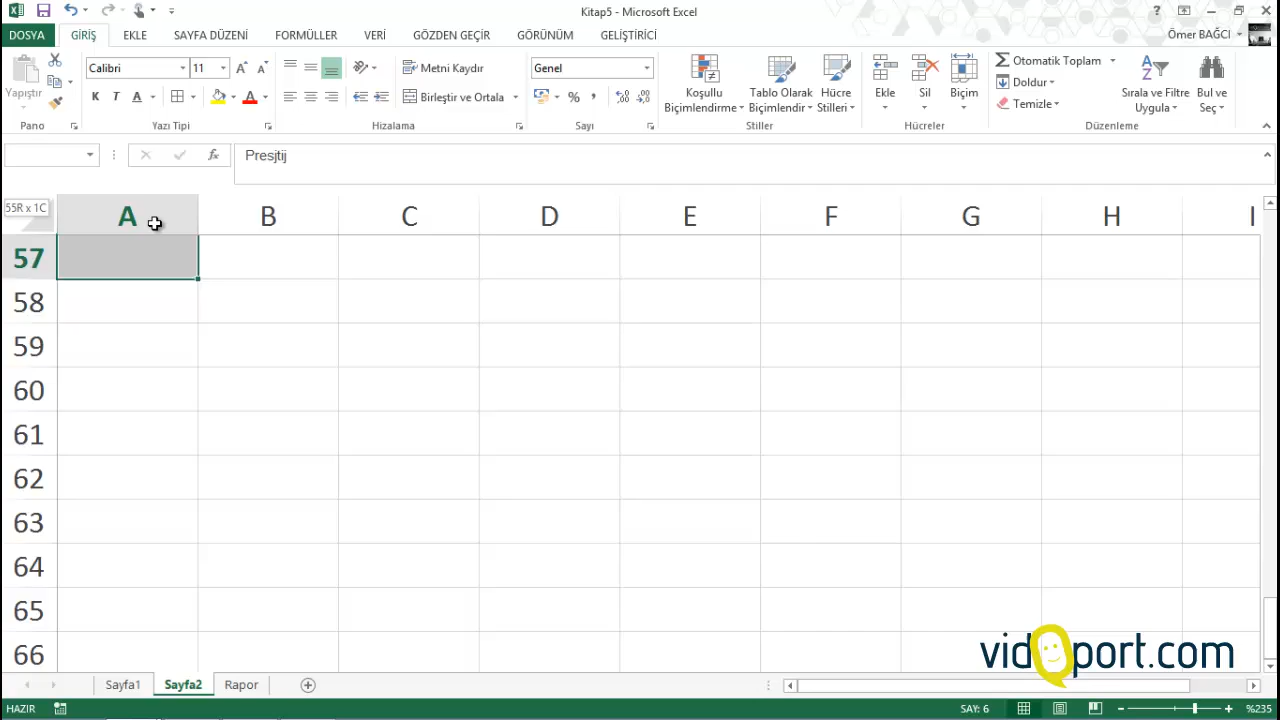 Kitap5 - Microsoft Excel
?
DOSYA GİRİŞ EKLE SAYFA DÜZENİ FORMÜLLER VERİ GÖZDEN GEÇİR GÖRÜNÜM GELİŞTİRİCİ Ömer BAĞCI
Yapıştır
Pano
Calibri 11
K T A
Yazı Tipi
Metni Kaydır
Birleştir ve Ortala
Hizalama
Genel
Sayı
Koşullu Biçimlendirme
Tablo Olarak Biçimlendir
Hücre Stilleri
Stiller
Ekle Sil Biçim
Hücreler
Otomatik Toplam
Doldur
Temizle
Sırala ve Filtre Uygula
Bul ve Seç
Düzenleme
fx Presjtij
55R x 1C
A B C D E F G H I
57
58
59
60
61
62
63
64
65
66
vidoport.com
Sayfa1 Sayfa2 Rapor
HAZIR SAY: 6 %235